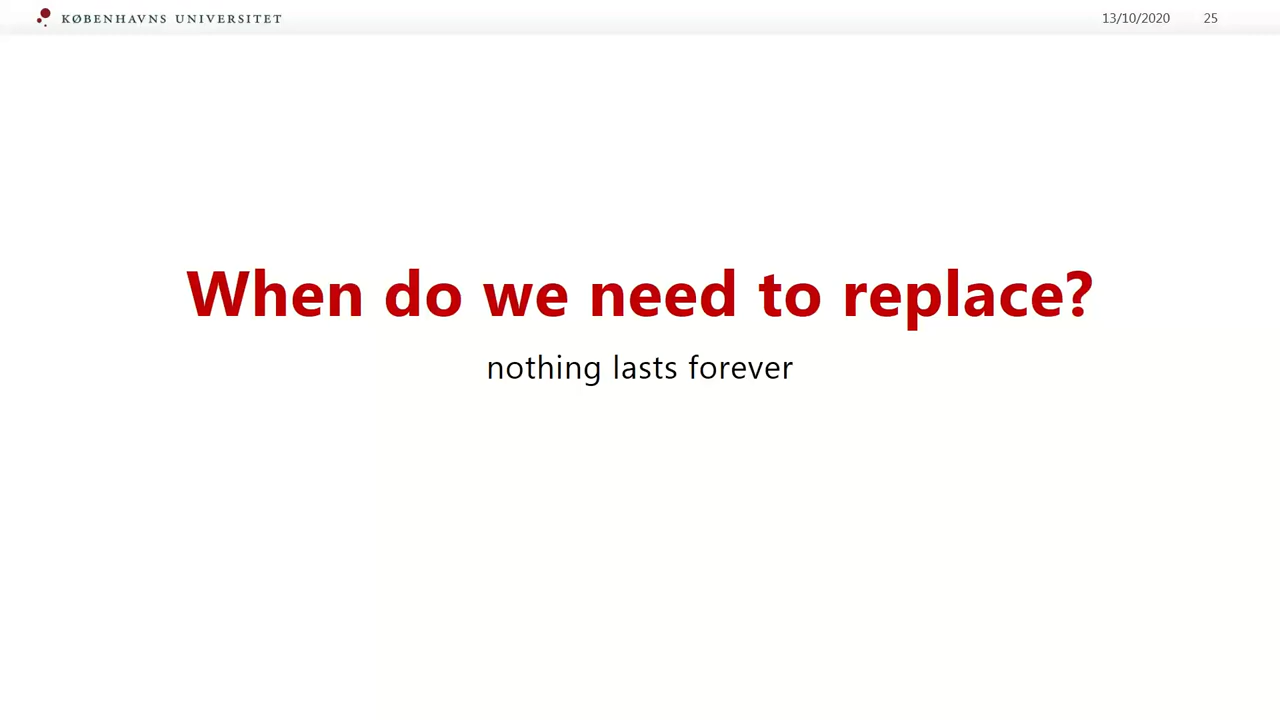 KØBENHAVNS UNIVERSITET
13/10/2020 25
When do we need to replace?
nothing lasts forever